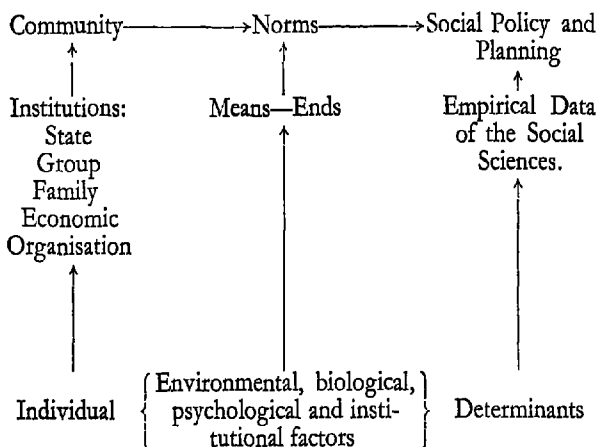 Community Norms Social Policy and
Planning
Institutions:
State
Group
Family
Economic
Organisation
Means—Ends
Empirical Data
of the Social
Sciences.
Individual
Environmental, biological,
psychological and insti-
tutional factors
Determinants